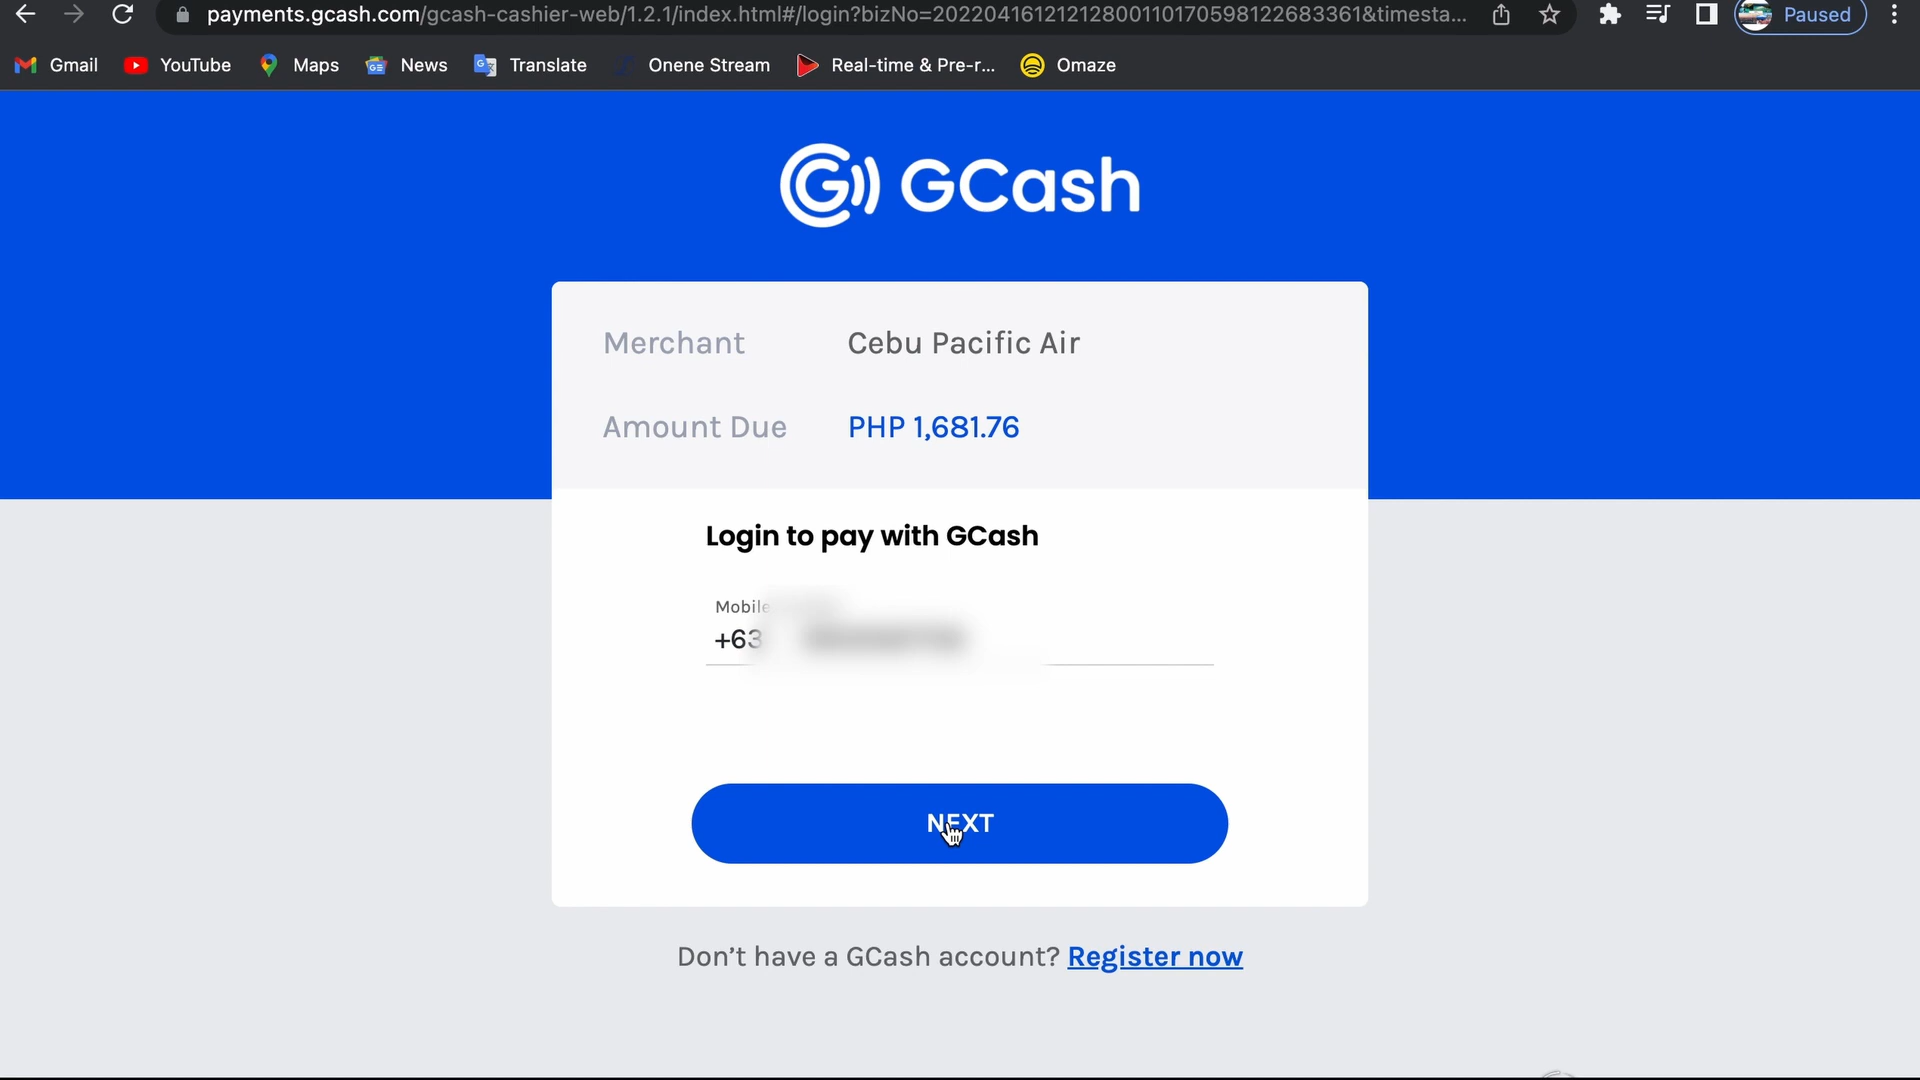 payments.gcash.com/gcash-cashier-web/1.2.1/index.html#/login?bizNo=20220416121212800110170598122683361&timesta...
Paused
Gmail YouTube Maps News Translate Onene Stream Real-time & Pre-r... Omaze
GCash
Merchant Cebu Pacific Air
Amount Due PHP 1,681.76
Login to pay with GCash
Mobile
+63
NEXT
Don't have a GCash account? Register now